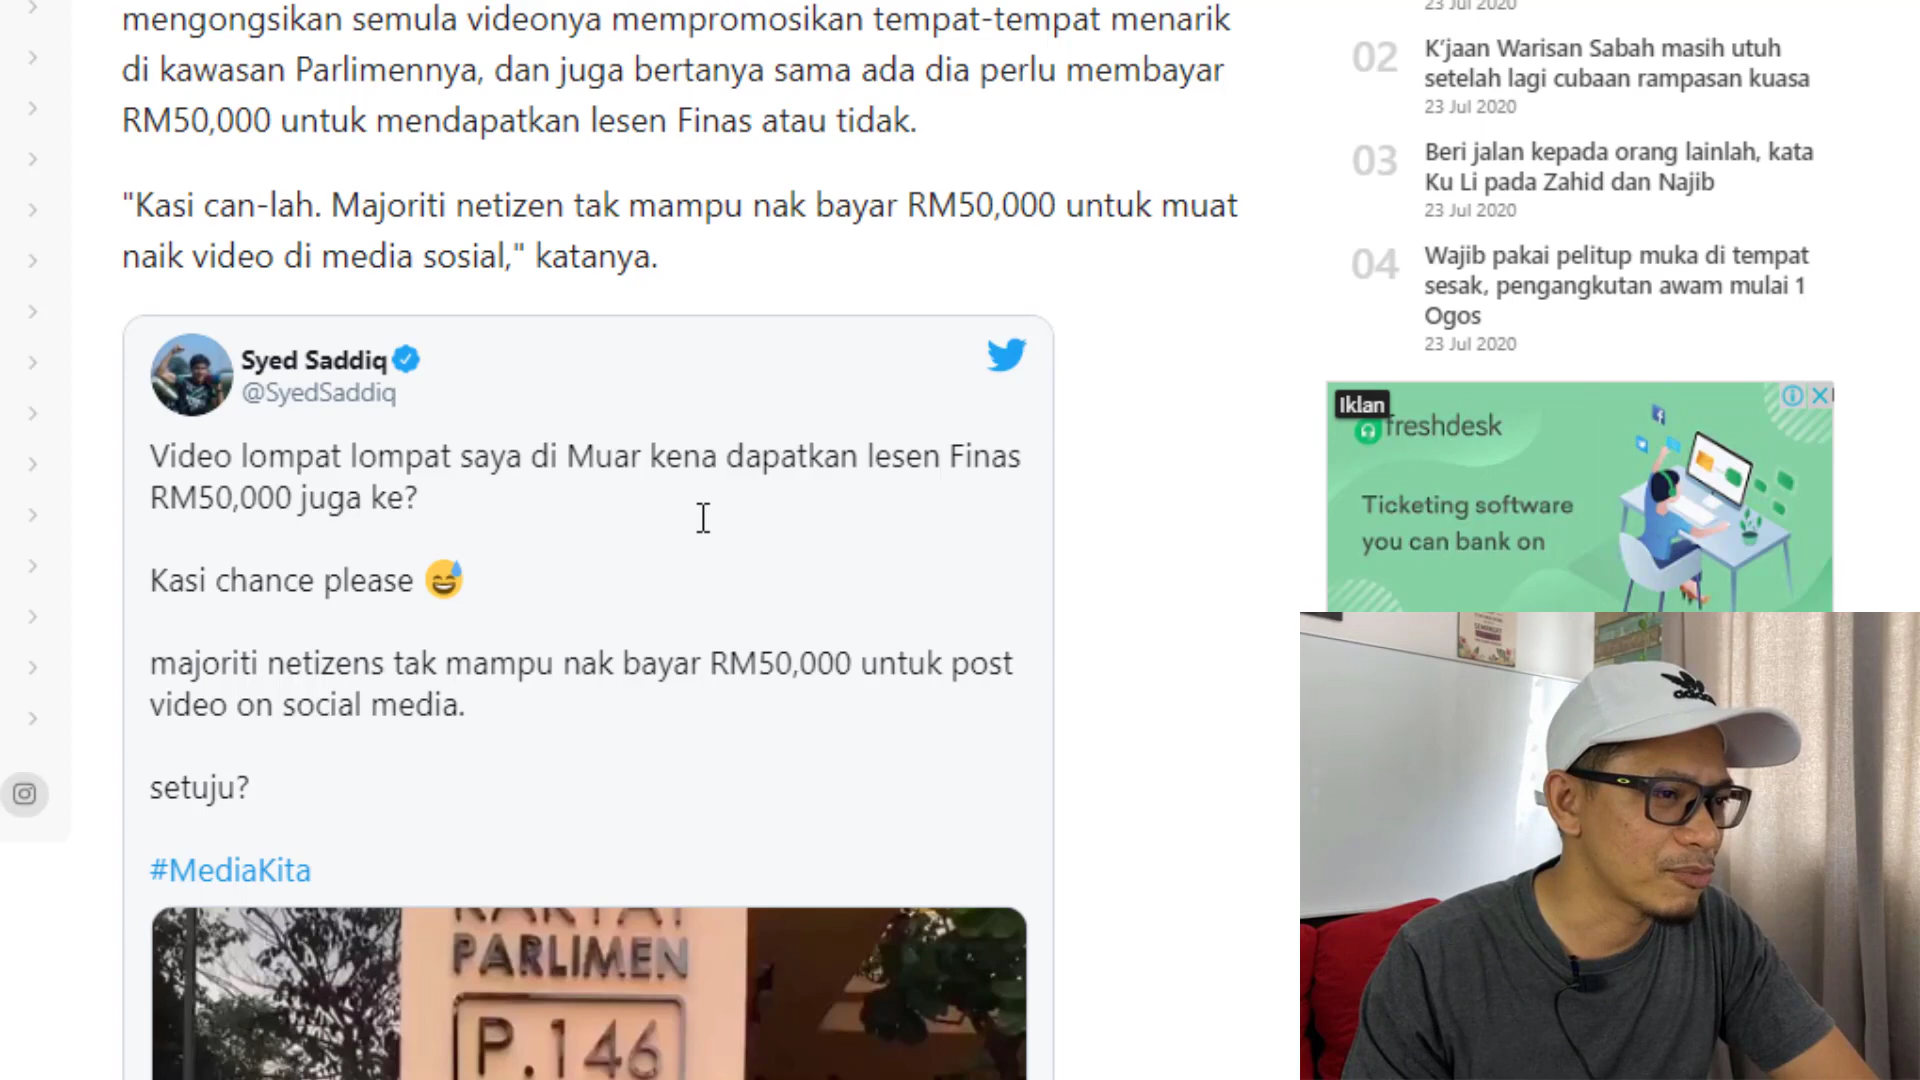 mengongsikan semula videonya mempromosikan tempat-tempat menarik
di kawasan Parlimennya, dan juga bertanya sama ada dia perlu membayar
RM50,000 untuk mendapatkan lesen Finas atau tidak.
"Kasi can-lah. Majoriti netizen tak mampu nak bayar RM50,000 untuk muat
naik video di media sosial," katanya.
Syed Saddiq
@SyedSaddiq
Video lompat lompat saya di Muar kena dapatkan lesen Finas
RM50,000 juga ke?
Kasi chance please 😅
majoriti netizens tak mampu nak bayar RM50,000 untuk post
video on social media.
setuju?
#MediaKita
RAKYAT
PARLIMEN
P.146
23 Jul 2020
02
K'jaan Warisan Sabah masih utuh
setelah lagi cubaan rampasan kuasa
23 Jul 2020
03
Beri jalan kepada orang lainlah, kata
Ku Li pada Zahid dan Najib
23 Jul 2020
04
Wajib pakai pelitup muka di tempat
sesak, pengangkutan awam mulai 1
Ogos
23 Jul 2020
Iklan
freshdesk
Ticketing software
you can bank on
adidas